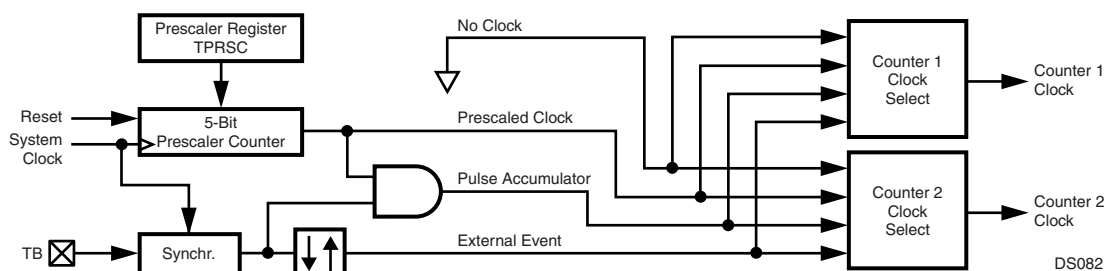 Prescaler Register
TPRSC
No Clock
Counter 1
Clock
Select
Counter 1
Clock
Reset
System
Clock
5-Bit
Prescaler Counter
Prescaled Clock
Pulse Accumulator
Counter 2
Clock
Select
Counter 2
Clock
TB
Synchr.
External Event
DS082